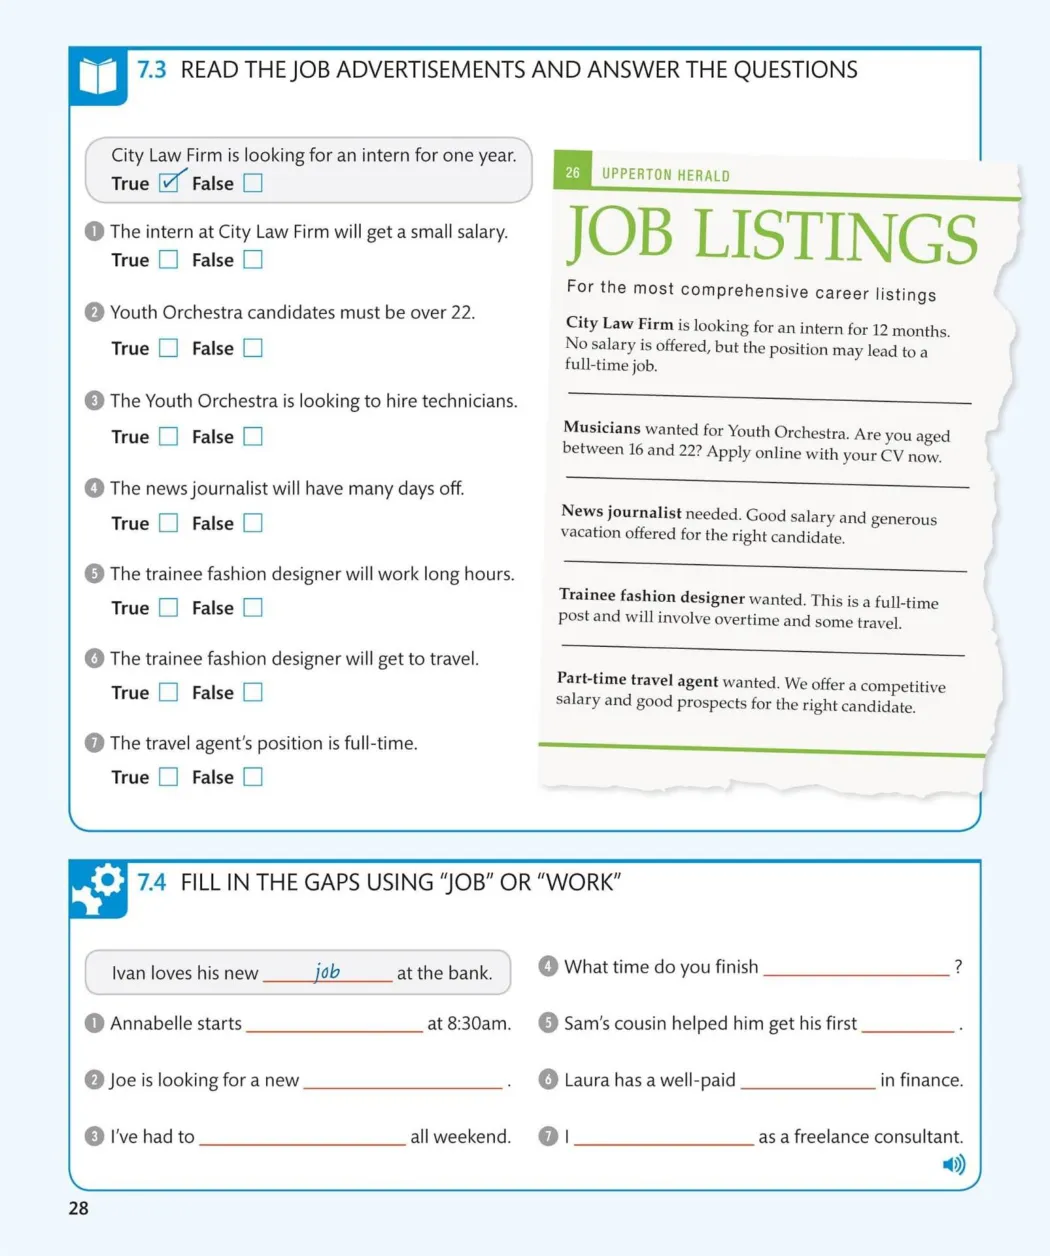 7.3 READ THE JOB ADVERTISEMENTS AND ANSWER THE QUESTIONS
City Law Firm is looking for an intern for one year.
True False
1 The intern at City Law Firm will get a small salary.
True False
2 Youth Orchestra candidates must be over 22.
True False
3 The Youth Orchestra is looking to hire technicians.
True False
4 The news journalist will have many days off.
True False
5 The trainee fashion designer will work long hours.
True False
6 The trainee fashion designer will get to travel.
True False
7 The travel agent's position is full-time.
True False
26 UPPERTON HERALD
JOB LISTINGS
For the most comprehensive career listings
City Law Firm is looking for an intern for 12 months.
No salary is offered, but the position may lead to a
full-time job.
Musicians wanted for Youth Orchestra. Are you aged
between 16 and 22? Apply online with your CV now.
News journalist needed. Good salary and generous
vacation offered for the right candidate.
Trainee fashion designer wanted. This is a full-time
post and will involve overtime and some travel.
Part-time travel agent wanted. We offer a competitive
salary and good prospects for the right candidate.
7.4 FILL IN THE GAPS USING “JOB” OR “WORK”
Ivan loves his new job at the bank.
1 Annabelle starts at 8:30am.
2 Joe is looking for a new .
3 I've had to all weekend.
4 What time do you finish ?
5 Sam's cousin helped him get his first .
6 Laura has a well-paid in finance.
7 I as a freelance consultant.
28